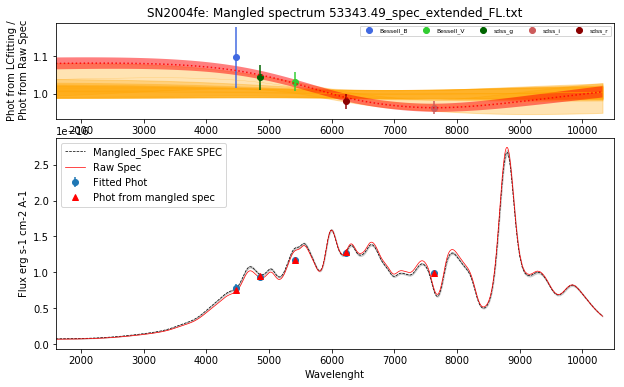 SN2004fe: Mangled spectrum 53343.49_spec_extended_FL.txt
Phot from LCfitting /
Phot from Raw Spec
1.1
1.0
Bessell_B
Bessell_V
sdss_g
sdss_i
sdss_r
2000 3000 4000 5000 6000 7000 8000 9000 10000
Flux erg s-1 cm-2 A-1
2.5
2.0
1.5
1.0
0.5
0.0
Mangled_Spec FAKE SPEC
Raw Spec
Fitted Phot
Phot from mangled spec
2000 3000 4000 5000 6000 7000 8000 9000 10000
Wavelenght